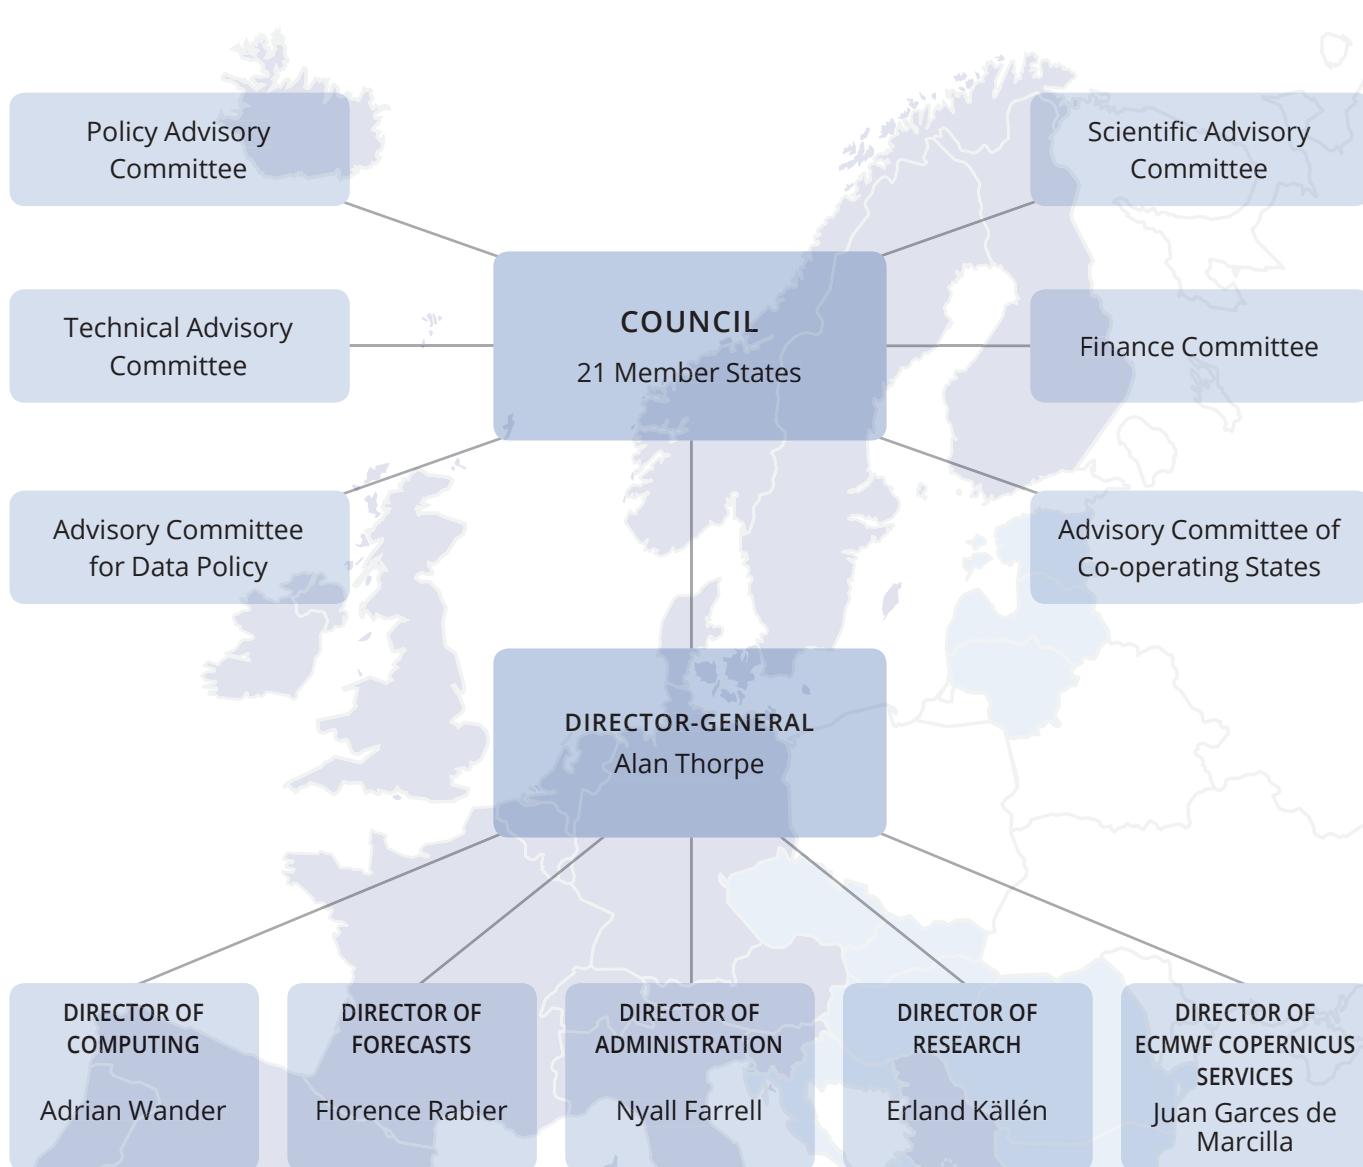 Policy Advisory
Committee
Scientific Advisory
Committee
COUNCIL
21 Member States
Technical Advisory
Committee
Finance Committee
Advisory Committee
for Data Policy
Advisory Committee of
Co-operating States
DIRECTOR-GENERAL
Alan Thorpe
DIRECTOR OF
COMPUTING
Adrian Wander
DIRECTOR OF
FORECASTS
Florence Rabier
DIRECTOR OF
ADMINISTRATION
Nyall Farrell
DIRECTOR OF
RESEARCH
Erland Källén
DIRECTOR OF
ECMWF COPERNICUS
SERVICES
Juan Garces de
Marcilla